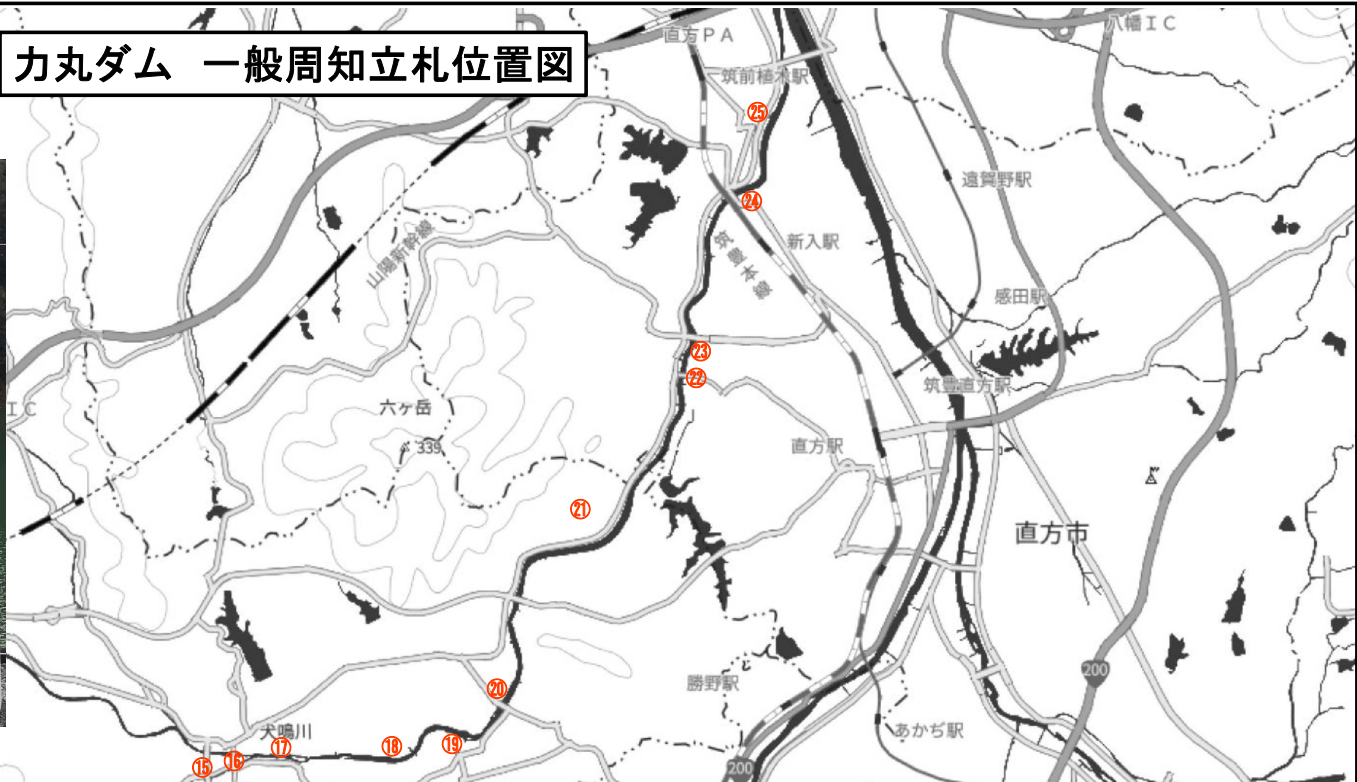 力丸ダム 一般周知立札位置図
直方ＰＡ
八幡ＩＣ
筑前植木駅
㉕
遠賀野駅
㉔
新入駅
山陽新幹線
筑豊本線
感田駅
㉓
㉒
筑豊直方駅
ＩＣ
六ヶ岳
339
直方駅
㉑
直方市
200
勝野駅
⑳
あかぢ駅
犬鳴川
⑮
⑯
⑰
⑱
⑲
200